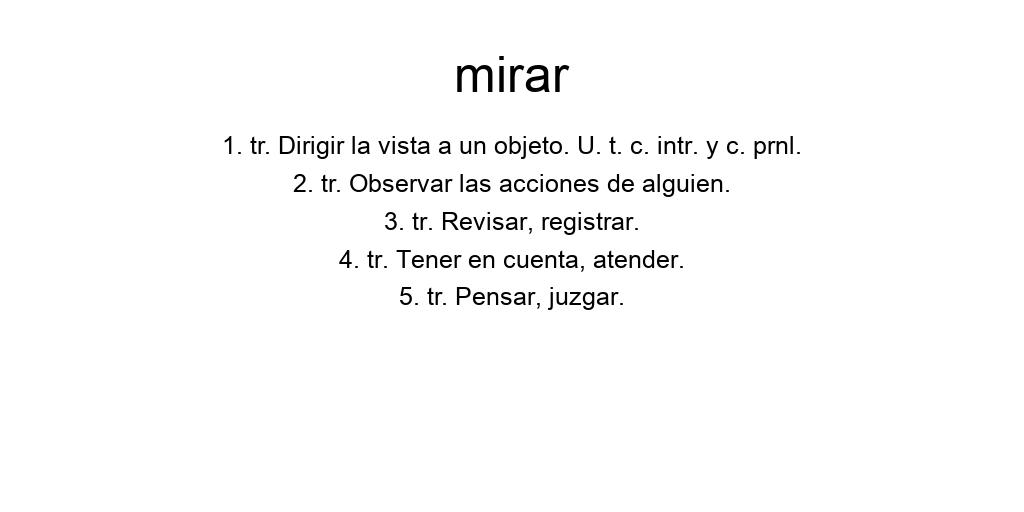 mirar
1. tr. Dirigir la vista a un objeto. U. t. c. intr. y c. prnl.
2. tr. Observar las acciones de alguien.
3. tr. Revisar, registrar.
4. tr. Tener en cuenta, atender.
5. tr. Pensar, juzgar.